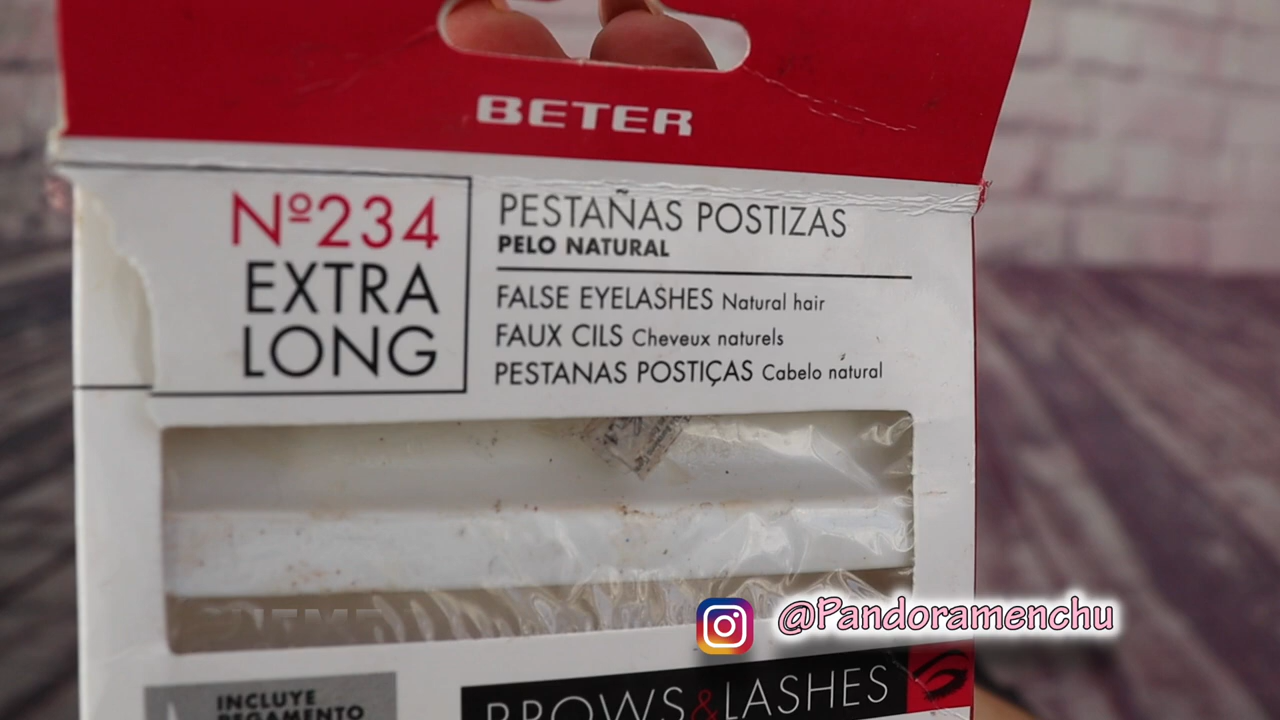 BETER
Nº234
EXTRA
LONG
PESTAÑAS POSTIZAS
PELO NATURAL
FALSE EYELASHES Natural hair
FAUX CILS Cheveux naturels
PESTANAS POSTIÇAS Cabelo natural
@Pandoramenchu
INCLUYE
PEGAMENTO
BROWS&LASHES